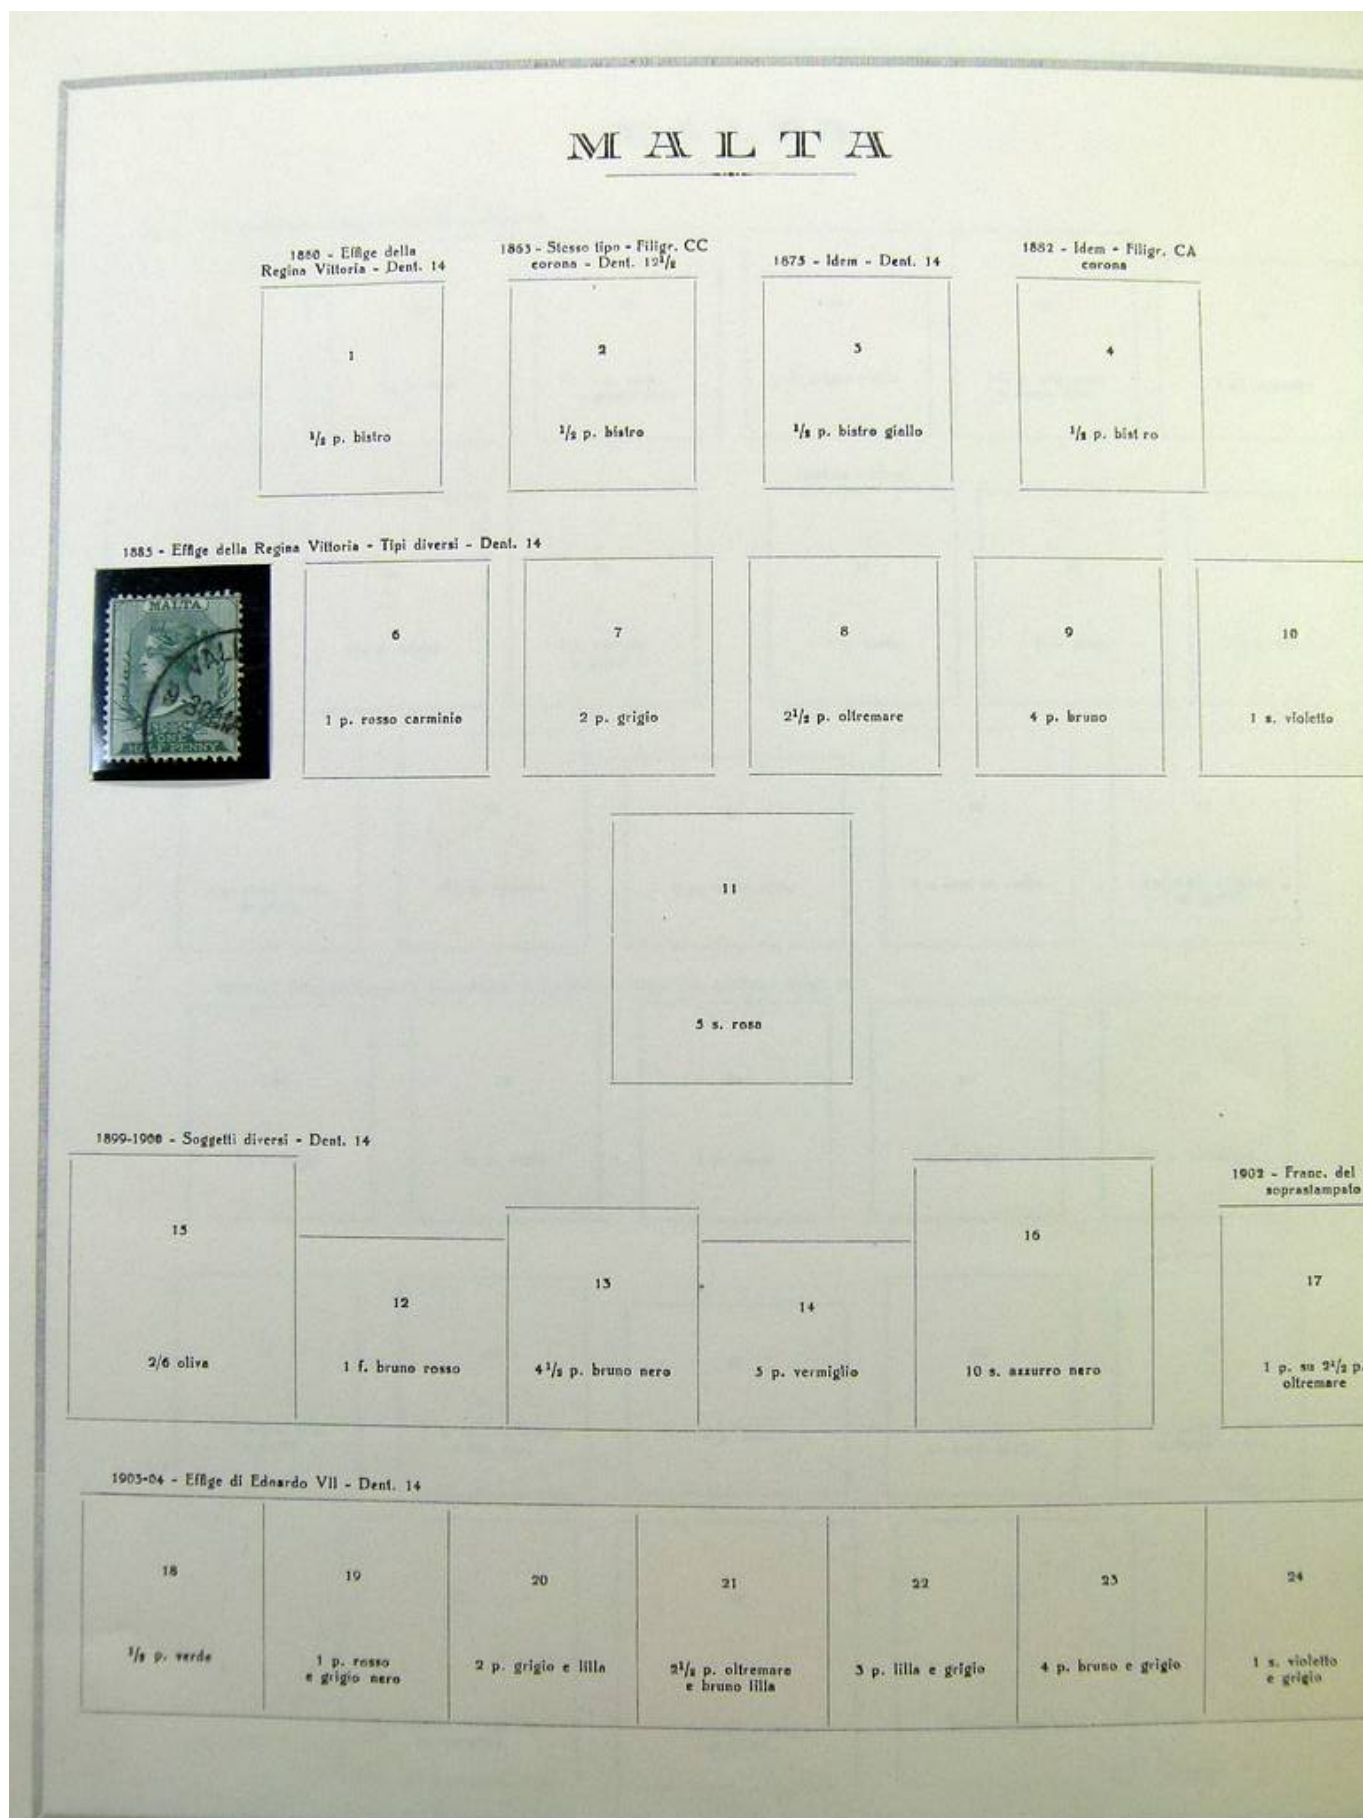 MALTA
1860 - Effige della
Regina Vittoria - Dent. 14
1863 - Stesso tipo - Filigr. CC
corona - Dent. 12½
1875 - Idem - Dent. 14
1882 - Idem - Filigr. CA
corona
1
2
3
4
½ p. bistro
½ p. bistro
½ p. bistro giallo
½ p. bistro
1885 - Effige della Regina Vittoria - Tipi diversi - Dent. 14
MALTA
VALL
9-30AM
ONE
HALF PENNY
6
7
8
9
10
1 p. rosso carminio
2 p. grigio
2½ p. oltremare
4 p. bruno
1 s. violetto
11
5 s. rosa
1899-1900 - Soggetti diversi - Dent. 14
1902 - Franc. del
soprastampato
15
12
13
14
16
17
2/6 oliva
1 f. bruno rosso
4½ p. bruno nero
5 p. vermiglio
10 s. azzurro nero
1 p. su 2½ p.
oltremare
1903-04 - Effige di Edoardo VII - Dent. 14
18
19
20
21
22
23
24
½ p. verde
1 p. rosso
e grigio nero
2 p. grigio e lilla
2½ p. oltremare
e bruno lilla
3 p. lilla e grigio
4 p. bruno e grigio
1 s. violetto
e grigio